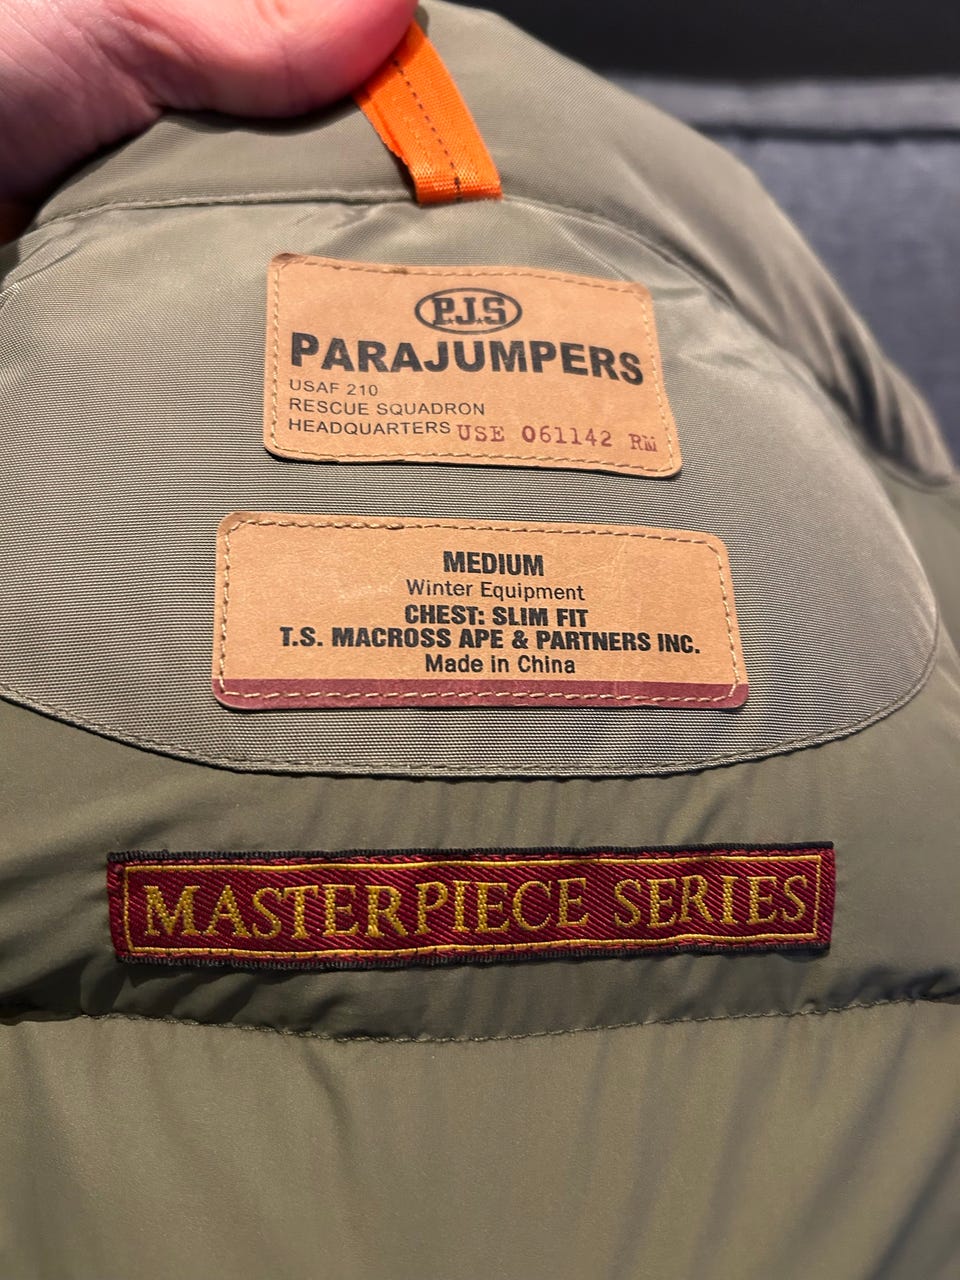 P.J.S
PARAJUMPERS
USAF 210
RESCUE SQUADRON
HEADQUARTERS USE 061142 RM
MEDIUM
Winter Equipment
CHEST: SLIM FIT
T.S. MACROSS APE & PARTNERS INC.
Made in China
MASTERPIECE SERIES